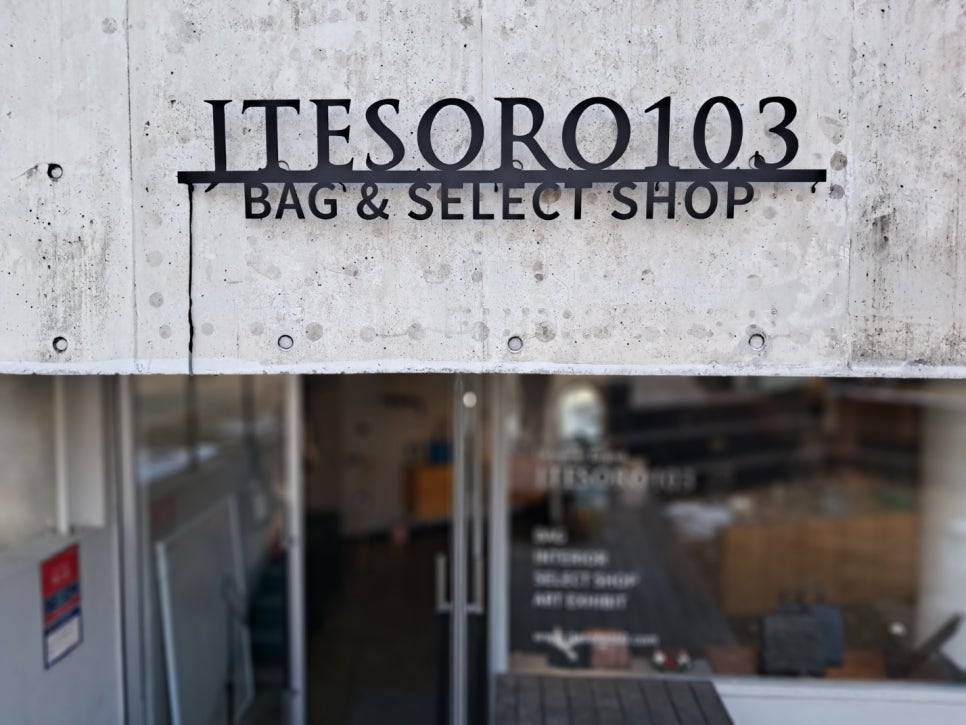 ITESORO103
BAG & SELECT SHOP
ITESORO103
BAG
INTERIOR
SELECT SHOP
ART EXHIBIT